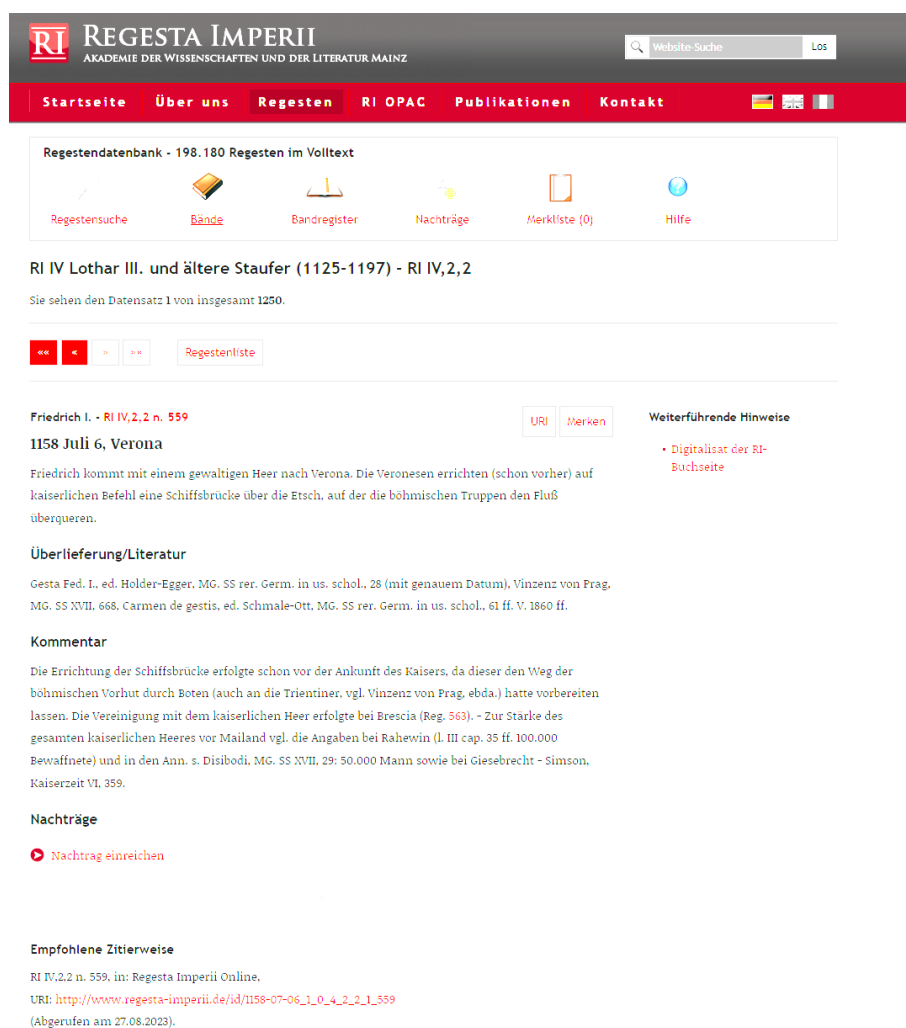 RI
REGESTA IMPERII
AKADEMIE DER WISSENSCHAFTEN UND DER LITERATUR MAINZ
Website-Suche
Los
Startseite Über uns Regesten RI OPAC Publikationen Kontakt
Regestendatenbank - 198.180 Regesten im Volltext
Regestensuche Bände Bandregister Nachträge Merkliste (0) Hilfe
RI IV Lothar III. und ältere Staufer (1125-1197) - RI IV,2,2
Sie sehen den Datensatz 1 von insgesamt 1250.
«« « » »» Regestenliste
Friedrich I. - RI IV,2,2 n. 559
URI Merken
1158 Juli 6, Verona
Friedrich kommt mit einem gewaltigen Heer nach Verona. Die Veronesen errichten (schon vorher) auf
kaiserlichen Befehl eine Schiffsbrücke über die Etsch, auf der die böhmischen Truppen den Fluß
überqueren.
Überlieferung/Literatur
Gesta Fed. I., ed. Holder-Egger, MG. SS rer. Germ. in us. schol., 28 (mit genauem Datum), Vinzenz von Prag,
MG. SS XVII, 668, Carmen de gestis, ed. Schmale-Ott, MG. SS rer. Germ. in us. schol., 61 ff. V. 1860 ff.
Kommentar
Die Errichtung der Schiffsbrücke erfolgte schon vor der Ankunft des Kaisers, da dieser den Weg der
böhmischen Vorhut durch Boten (auch an die Trientiner, vgl. Vinzenz von Prag, ebda.) hatte vorbereiten
lassen. Die Vereinigung mit dem kaiserlichen Heer erfolgte bei Brescia (Reg. 563). - Zur Stärke des
gesamten kaiserlichen Heeres vor Mailand vgl. die Angaben bei Rahewin (l. III cap. 35 ff. 100.000
Bewaffnete) und in den Ann. s. Disibodi, MG. SS XVII, 29: 50.000 Mann sowie bei Giesebrecht - Simson,
Kaiserzeit VI, 359.
Nachträge
Nachtrag einreichen
Weiterführende Hinweise
• Digitalisat der RI-
Buchseite
Empfohlene Zitierweise
RI IV,2,2 n. 559, in: Regesta Imperii Online,
URI: http://www.regesta-imperii.de/id/1158-07-06_1_0_4_2_2_1_559
(Abgerufen am 27.08.2023).